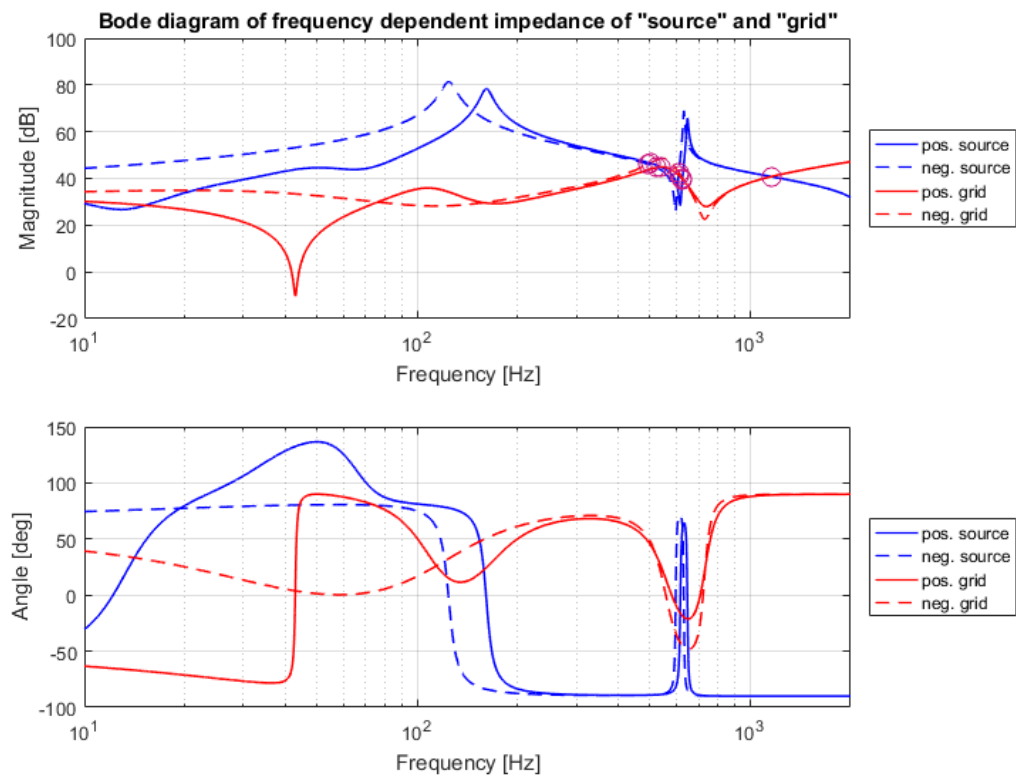 Bode diagram of frequency dependent impedance of "source" and "grid"
Magnitude [dB]
100
80
60
40
20
0
-20
10^1
10^2
10^3
Frequency [Hz]
pos. source
neg. source
pos. grid
neg. grid
Angle [deg]
150
100
50
0
-50
-100
10^1
10^2
10^3
Frequency [Hz]
pos. source
neg. source
pos. grid
neg. grid